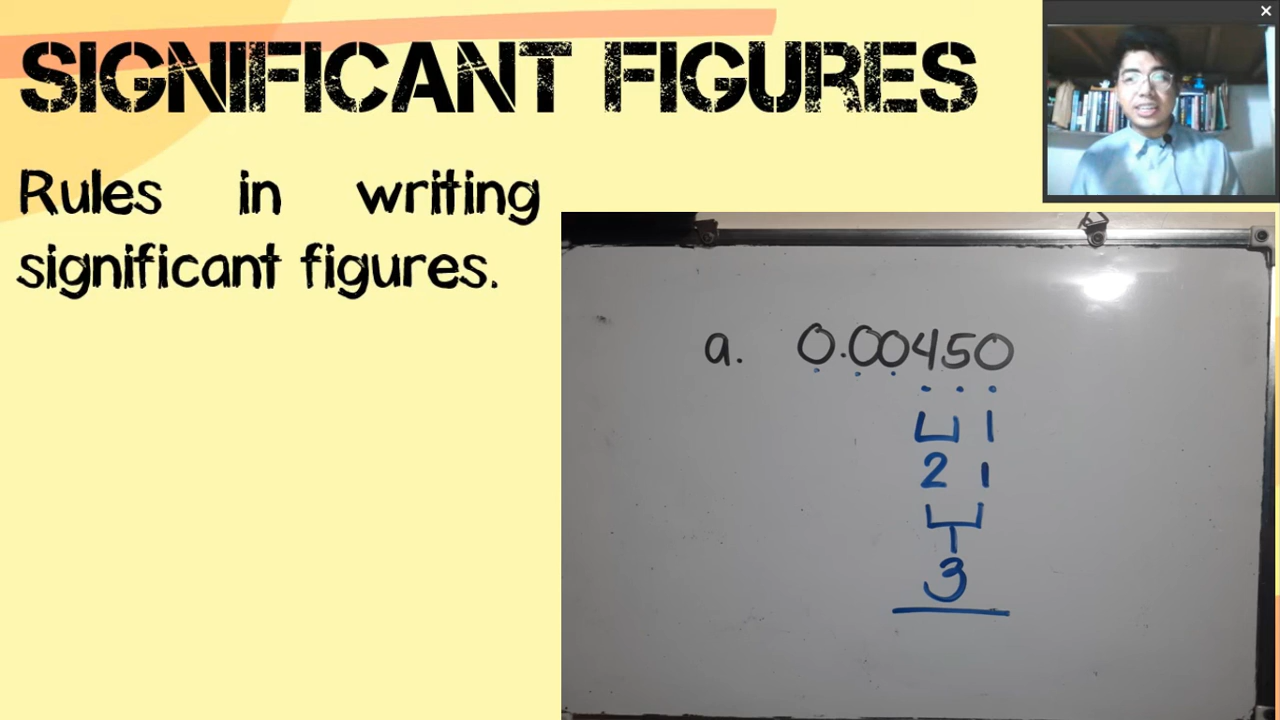 SIGNIFICANT FIGURES
Rules in writing
significant figures.
a. 0.00450
1
2 1
3